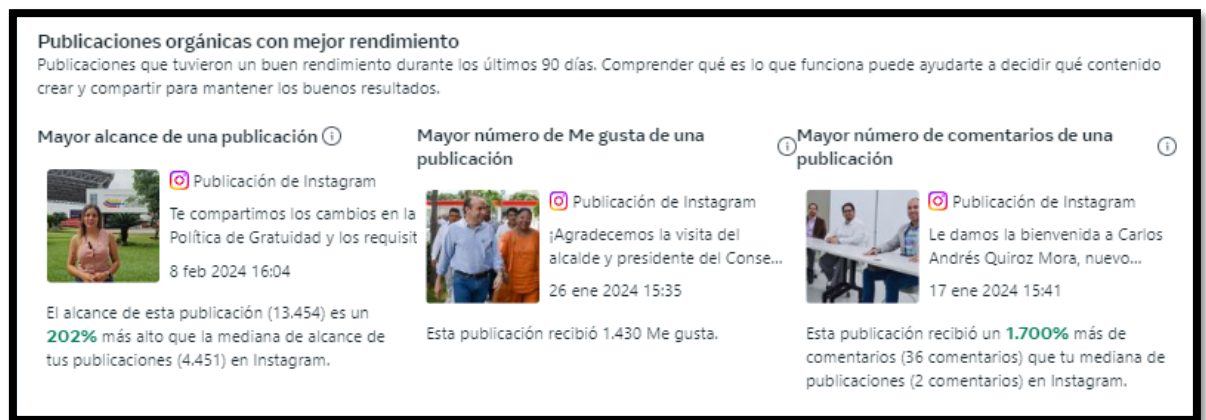 Publicaciones orgánicas con mejor rendimiento
Publicaciones que tuvieron un buen rendimiento durante los últimos 90 días. Comprender qué es lo que funciona puede ayudarte a decidir qué contenido
crear y compartir para mantener los buenos resultados.
Mayor alcance de una publicación
Publicación de Instagram
Te compartimos los cambios en la
Política de Gratuidad y los requisit
8 feb 2024 16:04
El alcance de esta publicación (13.454) es un
202% más alto que la mediana de alcance de
tus publicaciones (4.451) en Instagram.
Mayor número de Me gusta de una
publicación
Publicación de Instagram
¡Agradecemos la visita del
alcalde y presidente del Conse...
26 ene 2024 15:35
Esta publicación recibió 1.430 Me gusta.
Mayor número de comentarios de una
publicación
Publicación de Instagram
Le damos la bienvenida a Carlos
Andrés Quiroz Mora, nuevo...
17 ene 2024 15:41
Esta publicación recibió un 1.700% más de
comentarios (36 comentarios) que tu mediana de
publicaciones (2 comentarios) en Instagram.